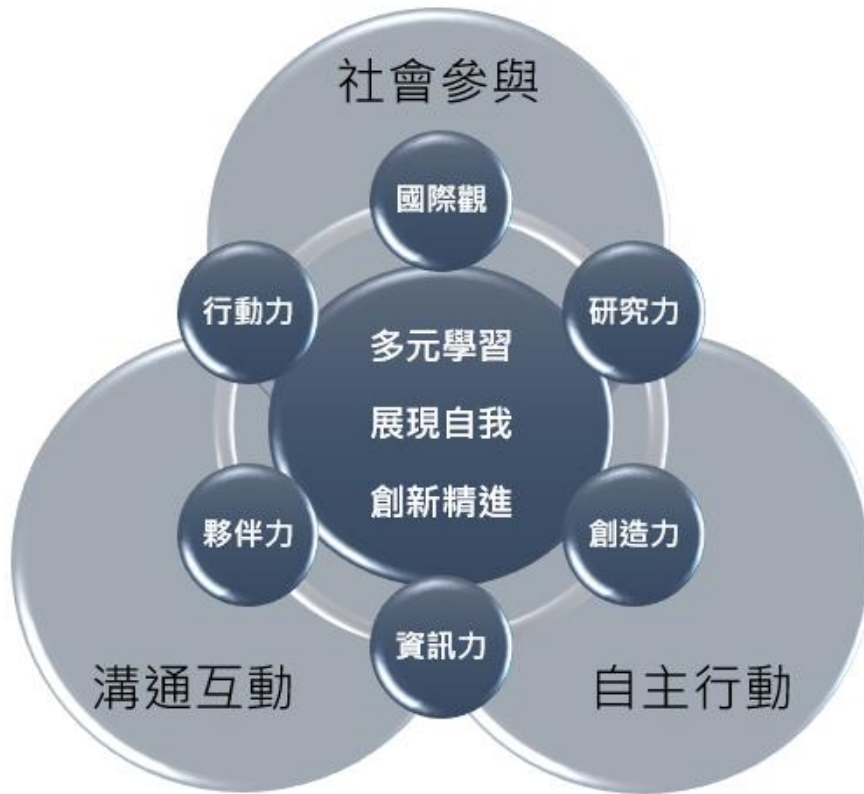 社會參與
國際觀
行動力
研究力
多元學習
展現自我
創新精進
夥伴力
創造力
資訊力
溝通互動
自主行動